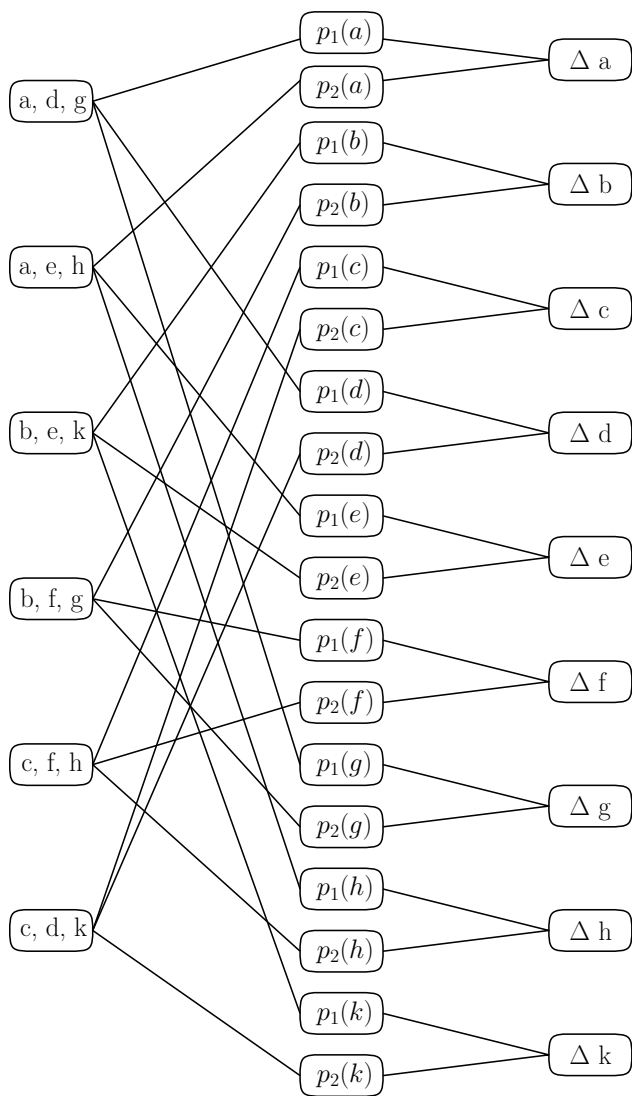 a, d, g
a, e, h
b, e, k
b, f, g
c, f, h
c, d, k
p₁(a)
p₂(a)
p₁(b)
p₂(b)
p₁(c)
p₂(c)
p₁(d)
p₂(d)
p₁(e)
p₂(e)
p₁(f)
p₂(f)
p₁(g)
p₂(g)
p₁(h)
p₂(h)
p₁(k)
p₂(k)
Δ a
Δ b
Δ c
Δ d
Δ e
Δ f
Δ g
Δ h
Δ k